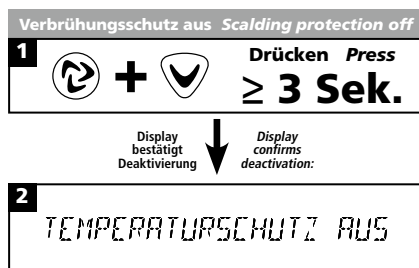 Verbrühungsschutz aus Scalding protection off
1
+
Drücken Press
≥ 3 Sek.
Display bestätigt Deaktivierung
Display confirms deactivation:
2
TEMPERATURSCHUTZ AUS